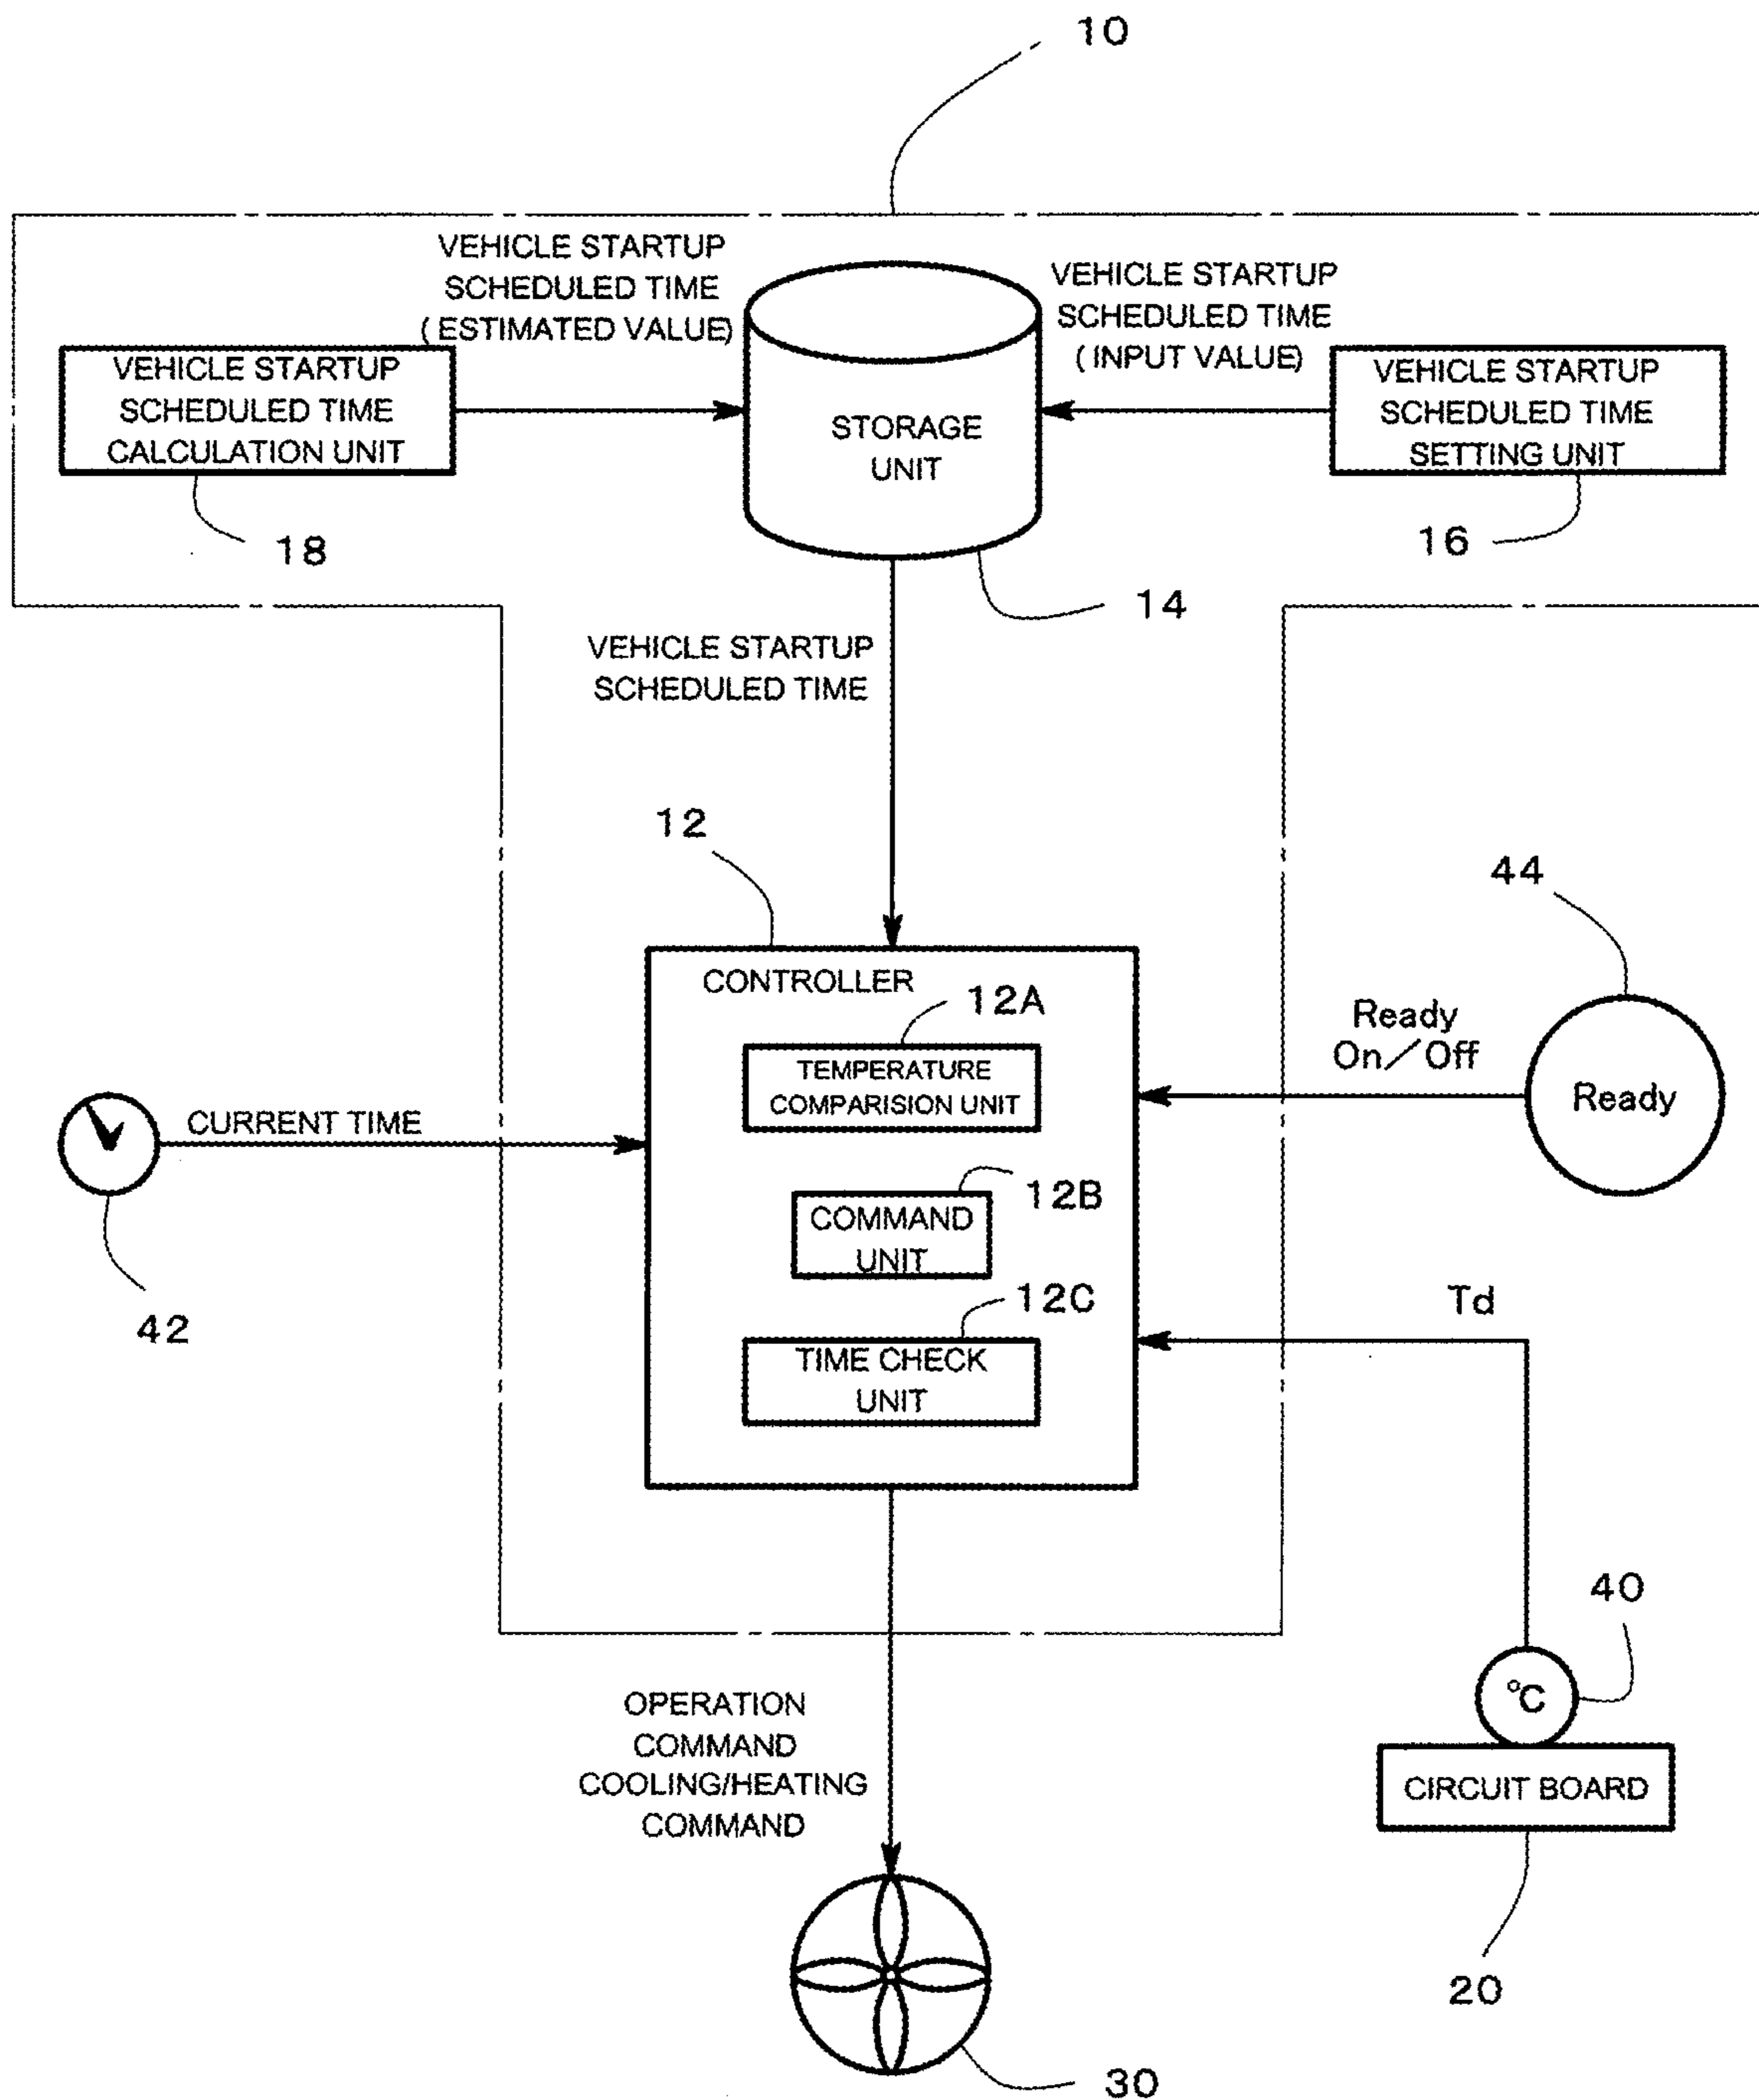 10
VEHICLE STARTUP
SCHEDULED TIME
(ESTIMATED VALUE)
VEHICLE STARTUP
SCHEDULED TIME
(INPUT VALUE)
VEHICLE STARTUP
SCHEDULED TIME
CALCULATION UNIT
STORAGE
UNIT
VEHICLE STARTUP
SCHEDULED TIME
SETTING UNIT
18
16
14
VEHICLE STARTUP
SCHEDULED TIME
12
44
CONTROLLER
12A
TEMPERATURE
COMPARISION UNIT
Ready
On/Off
Ready
CURRENT TIME
12B
COMMAND
UNIT
42
12C
TIME CHECK
UNIT
Td
40
°C
OPERATION
COMMAND
COOLING/HEATING
COMMAND
CIRCUIT BOARD
20
30